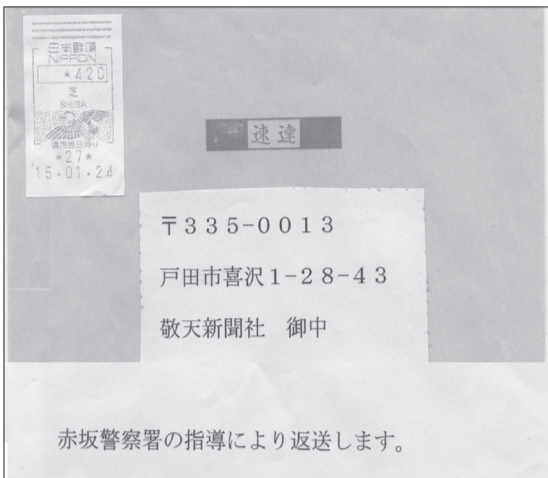 日本郵便
NIPPON
*420
芝
SHIBA
*27*
'15.01.24
速達
〒335-0013
戸田市喜沢1-28-43
敬天新聞社 御中
赤坂警察署の指導により返送します。